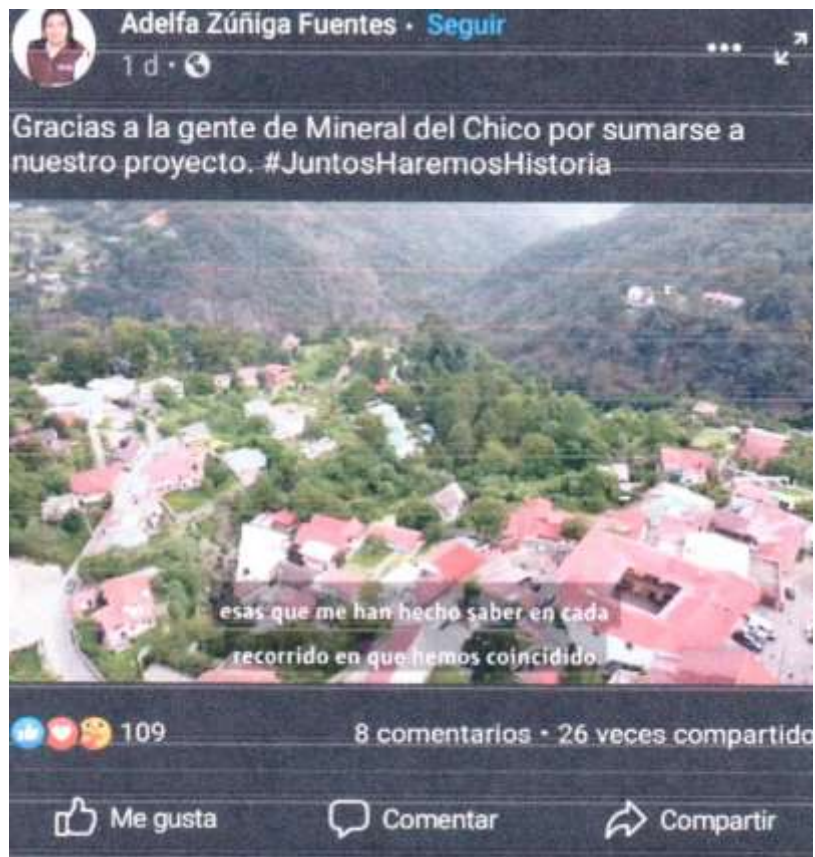 Adelfa Zúñiga Fuentes · Seguir
1 d ·
Gracias a la gente de Mineral del Chico por sumarse a
nuestro proyecto. #JuntosHaremosHistoria
esas que me han hecho saber en cada
recorrido en que hemos coincidido
109
8 comentarios · 26 veces compartido
Me gusta
Comentar
Compartir